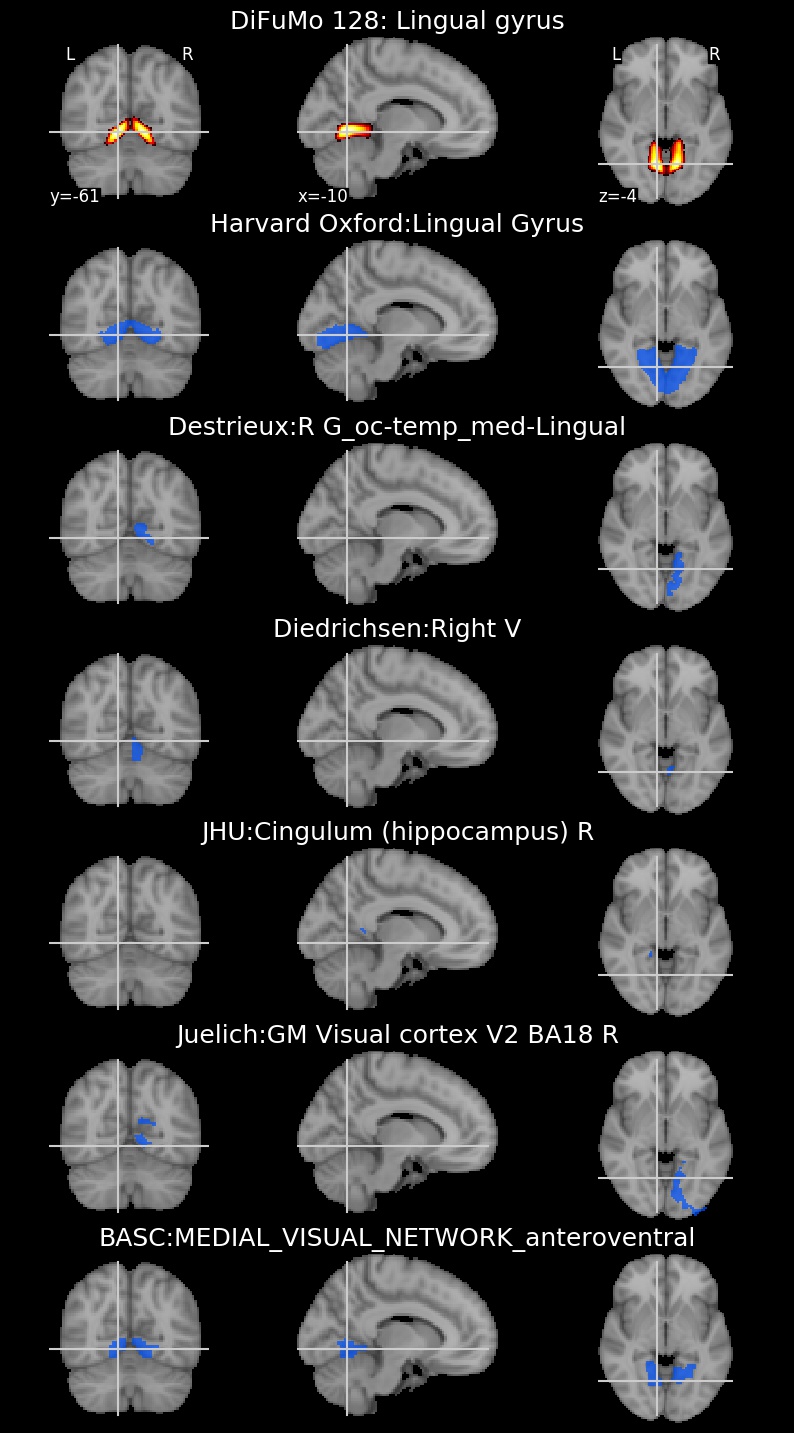 DiFuMo 128: Lingual gyrus
L R L R
y=-61 x=-10 z=-4
Harvard Oxford:Lingual Gyrus
Destrieux:R G_oc-temp_med-Lingual
Diedrichsen:Right V
JHU:Cingulum (hippocampus) R
Juelich:GM Visual cortex V2 BA18 R
BASC:MEDIAL_VISUAL_NETWORK_anteroventral